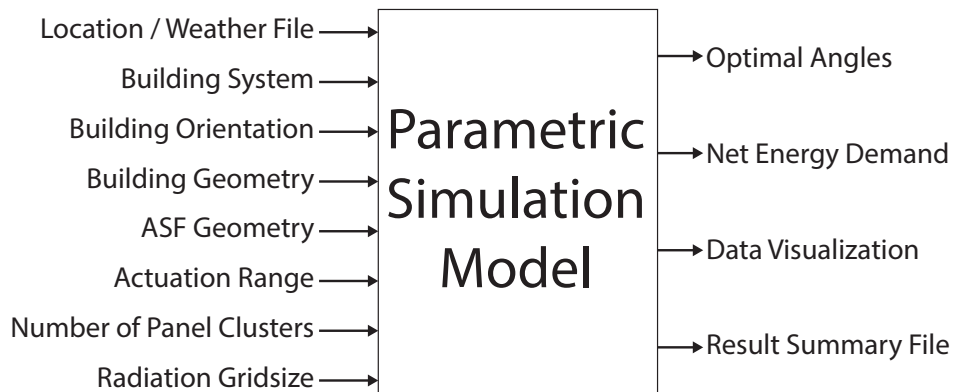 Location / Weather File
Building System
Building Orientation
Building Geometry
ASF Geometry
Actuation Range
Number of Panel Clusters
Radiation Gridsize
Parametric
Simulation
Model
Optimal Angles
Net Energy Demand
Data Visualization
Result Summary File